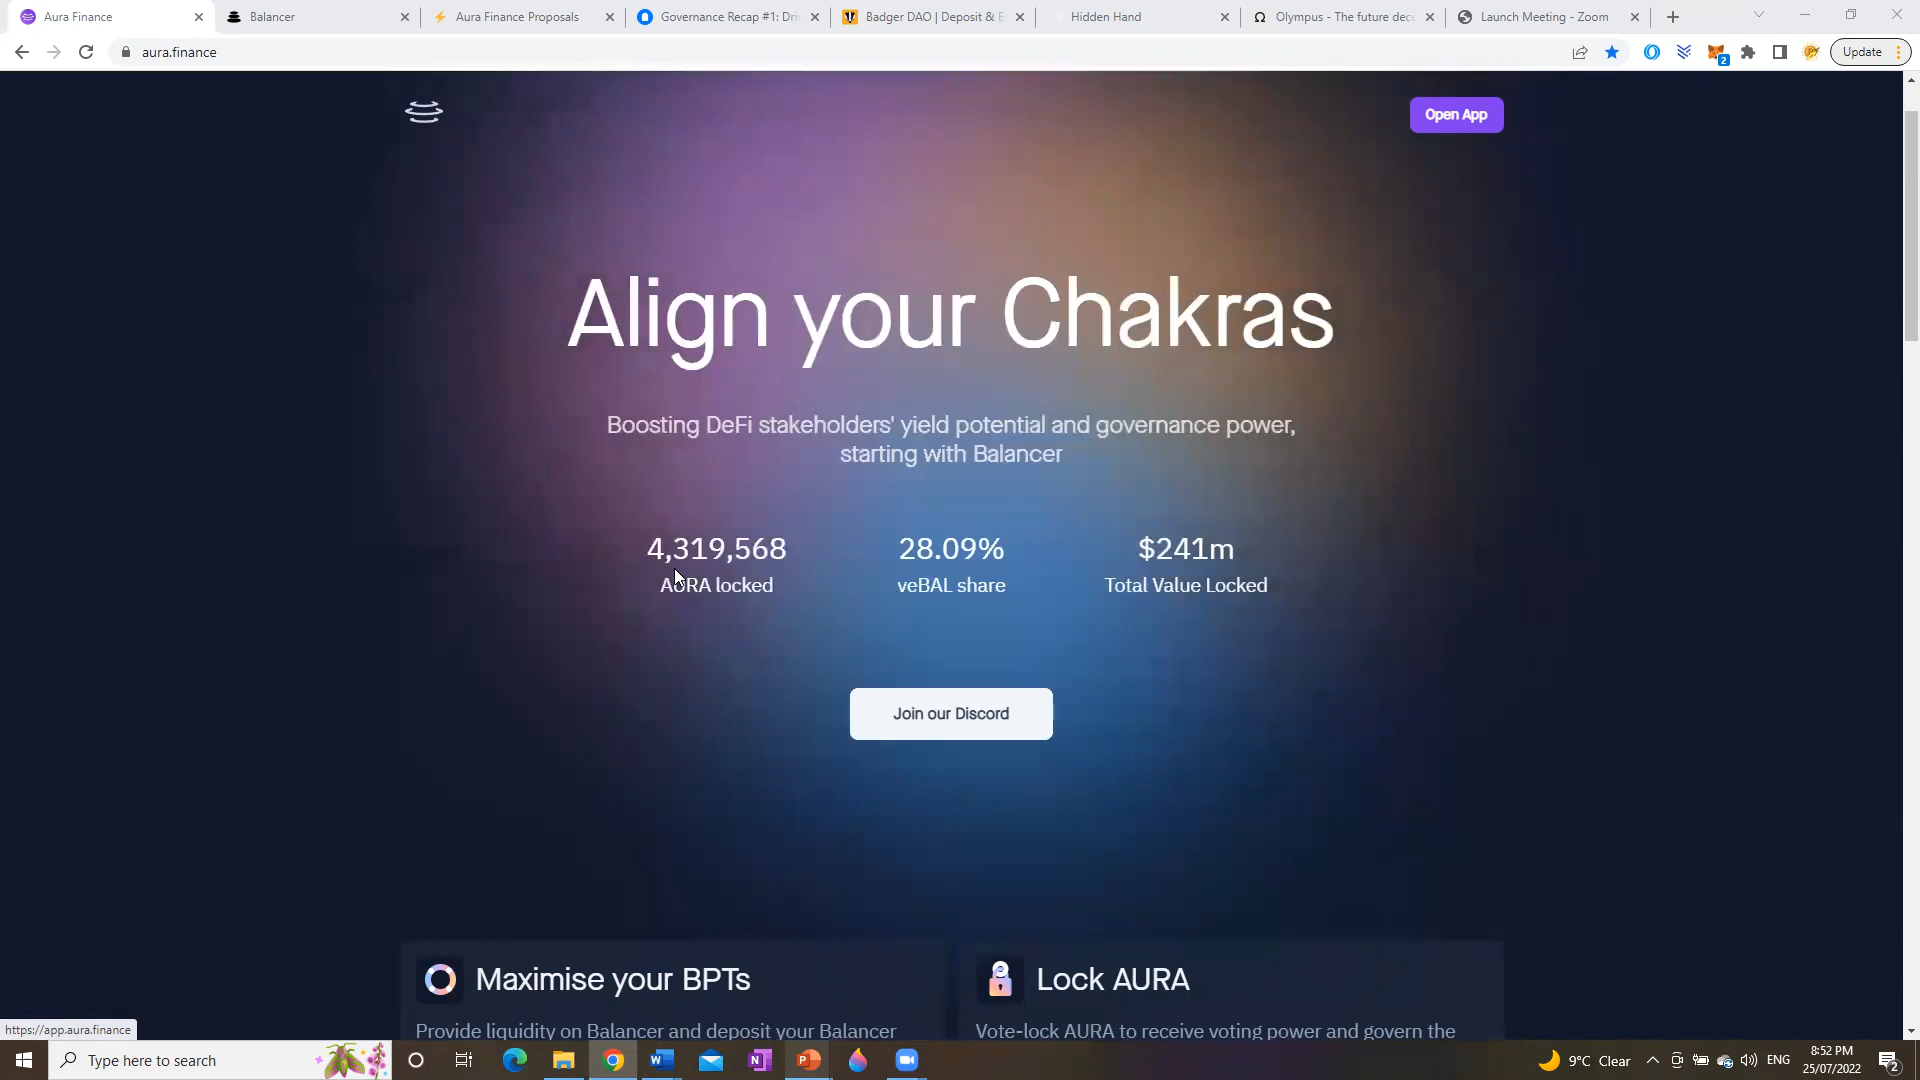 Aura Finance
Balancer
Aura Finance Proposals
Governance Recap #1: Dri
Badger DAO | Deposit & E
Hidden Hand
Olympus - The future dece
Launch Meeting - Zoom
aura.finance
2
Update
Open App
Align your Chakras
Boosting DeFi stakeholders' yield potential and governance power,
starting with Balancer
4,319,568
28.09%
$241m
AURA locked
veBAL share
Total Value Locked
Join our Discord
Maximise your BPTs
Lock AURA
Provide liquidity on Balancer and deposit your Balancer
Vote-lock AURA to receive voting power and govern the
https://app.aura.finance
Type here to search
9°C Clear
ENG
8:52 PM
25/07/2022
2